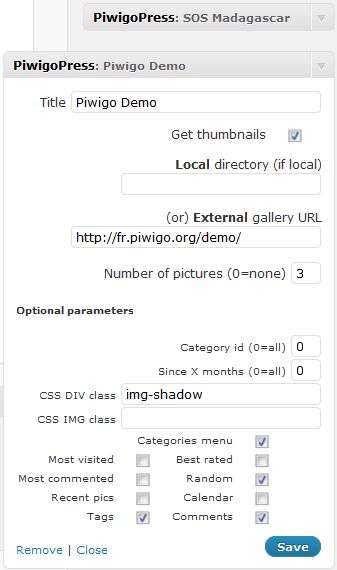 PiwigoPress: SOS Madagascar
PiwigoPress: Piwigo Demo
Title Piwigo Demo
Get thumbnails
Local directory (if local)
(or) External gallery URL
http://fr.piwigo.org/demo/
Number of pictures (0=none) 3
Optional parameters
Category id (0=all) 0
Since X months (0=all) 0
CSS DIV class img-shadow
CSS IMG class
Categories menu
Most visited Best rated
Most commented Random
Recent pics Calendar
Tags Comments
Remove | Close Save